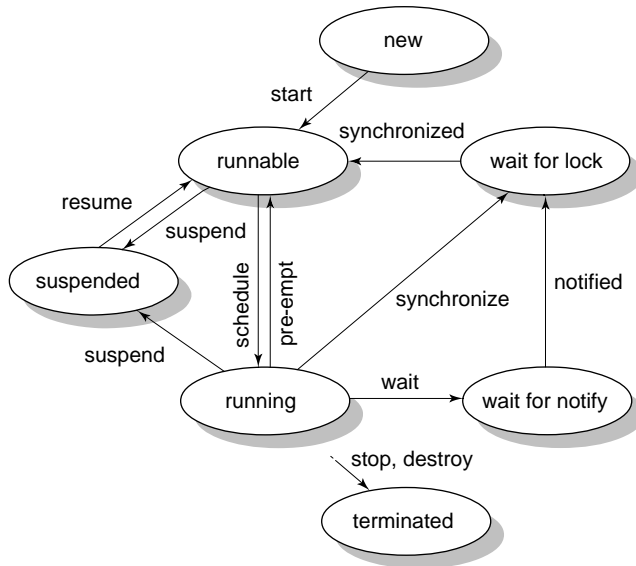 new
start
synchronized
runnable
wait for lock
resume
suspend
suspended
schedule
pre-empt
synchronize
notified
suspend
wait
running
wait for notify
stop, destroy
terminated